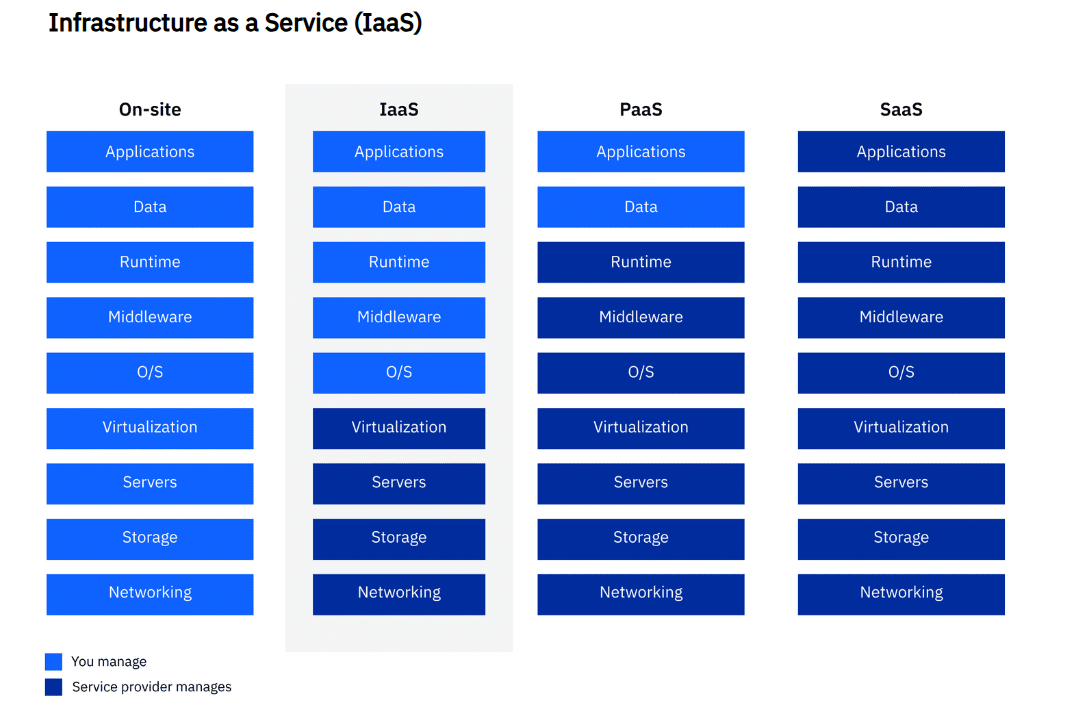 Infrastructure as a Service (IaaS)
On-site IaaS PaaS SaaS
Applications Applications Applications Applications
Data Data Data Data
Runtime Runtime Runtime Runtime
Middleware Middleware Middleware Middleware
O/S O/S O/S O/S
Virtualization Virtualization Virtualization Virtualization
Servers Servers Servers Servers
Storage Storage Storage Storage
Networking Networking Networking Networking
You manage
Service provider manages